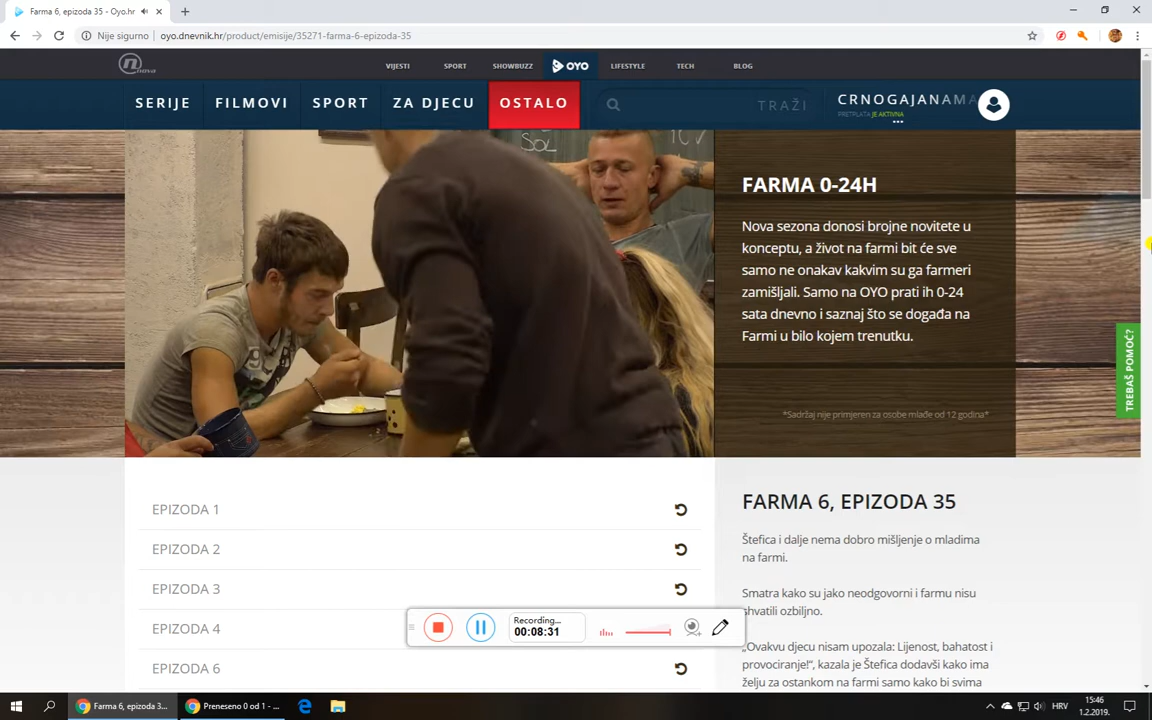 Farma 6, epizoda 35 - Oyo.hr
Nije sigurno
oyo.dnevnik.hr/product/emisije/35271-farma-6-epizoda-35
nova
VIJESTI
SPORT
SHOWBUZZ
OYO
LIFESTYLE
TECH
BLOG
SERIJE
FILMOVI
SPORT
ZA DJECU
OSTALO
TRAŽI
CRNOGAJANAMA
PRETPLATA JE AKTIVNA
FARMA 0-24H
Nova sezona donosi brojne novitete u
konceptu, a život na farmi bit će sve
samo ne onakav kakvim su ga farmeri
zamišljali. Samo na OYO prati ih 0-24
sata dnevno i saznaj što se događa na
Farmi u bilo kojem trenutku.
*Sadržaj nije primjeren za osobe mlađe od 12 godina*
TREBAŠ POMOĆ?
EPIZODA 1
EPIZODA 2
EPIZODA 3
EPIZODA 4
EPIZODA 6
FARMA 6, EPIZODA 35
Štefica i dalje nema dobro mišljenje o mladima
na farmi.
Smatra kako su jako neodgovorni i farmu nisu
shvatili ozbiljno.
„Ovakvu djecu nisam upozala: Lijenost, bahatost i
provociranje!“, kazala je Štefica dodavši kako ima
želju za ostankom na farmi samo kako bi svima
Recording...
00:08:31
Farma 6, epizoda 3...
Preneseno 0 od 1 - ...
HRV
15:46
1.2.2019.